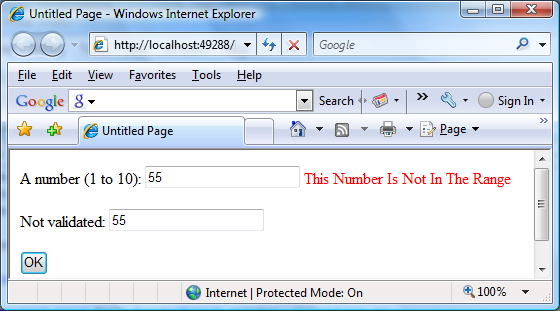 Untitled Page - Windows Internet Explorer
http://localhost:49288/ Google
File Edit View Favorites Tools Help
Google g Search Sign In
Untitled Page Page
A number (1 to 10): 55 This Number Is Not In The Range
Not validated: 55
OK
Internet | Protected Mode: On 100%